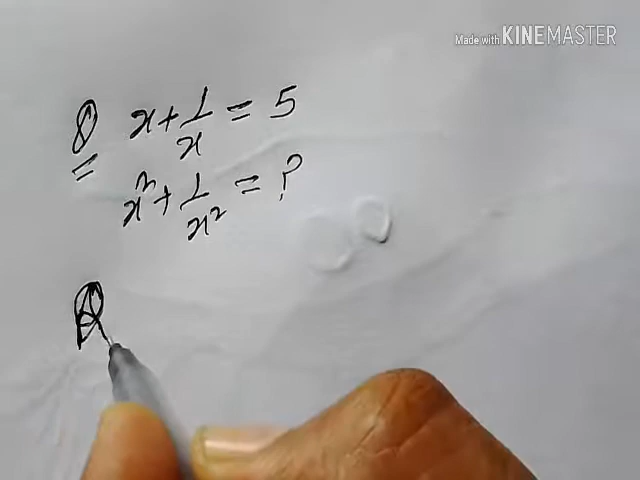 Made with KINEMASTER
Q x + 1/x = 5
x² + 1/x² = ?